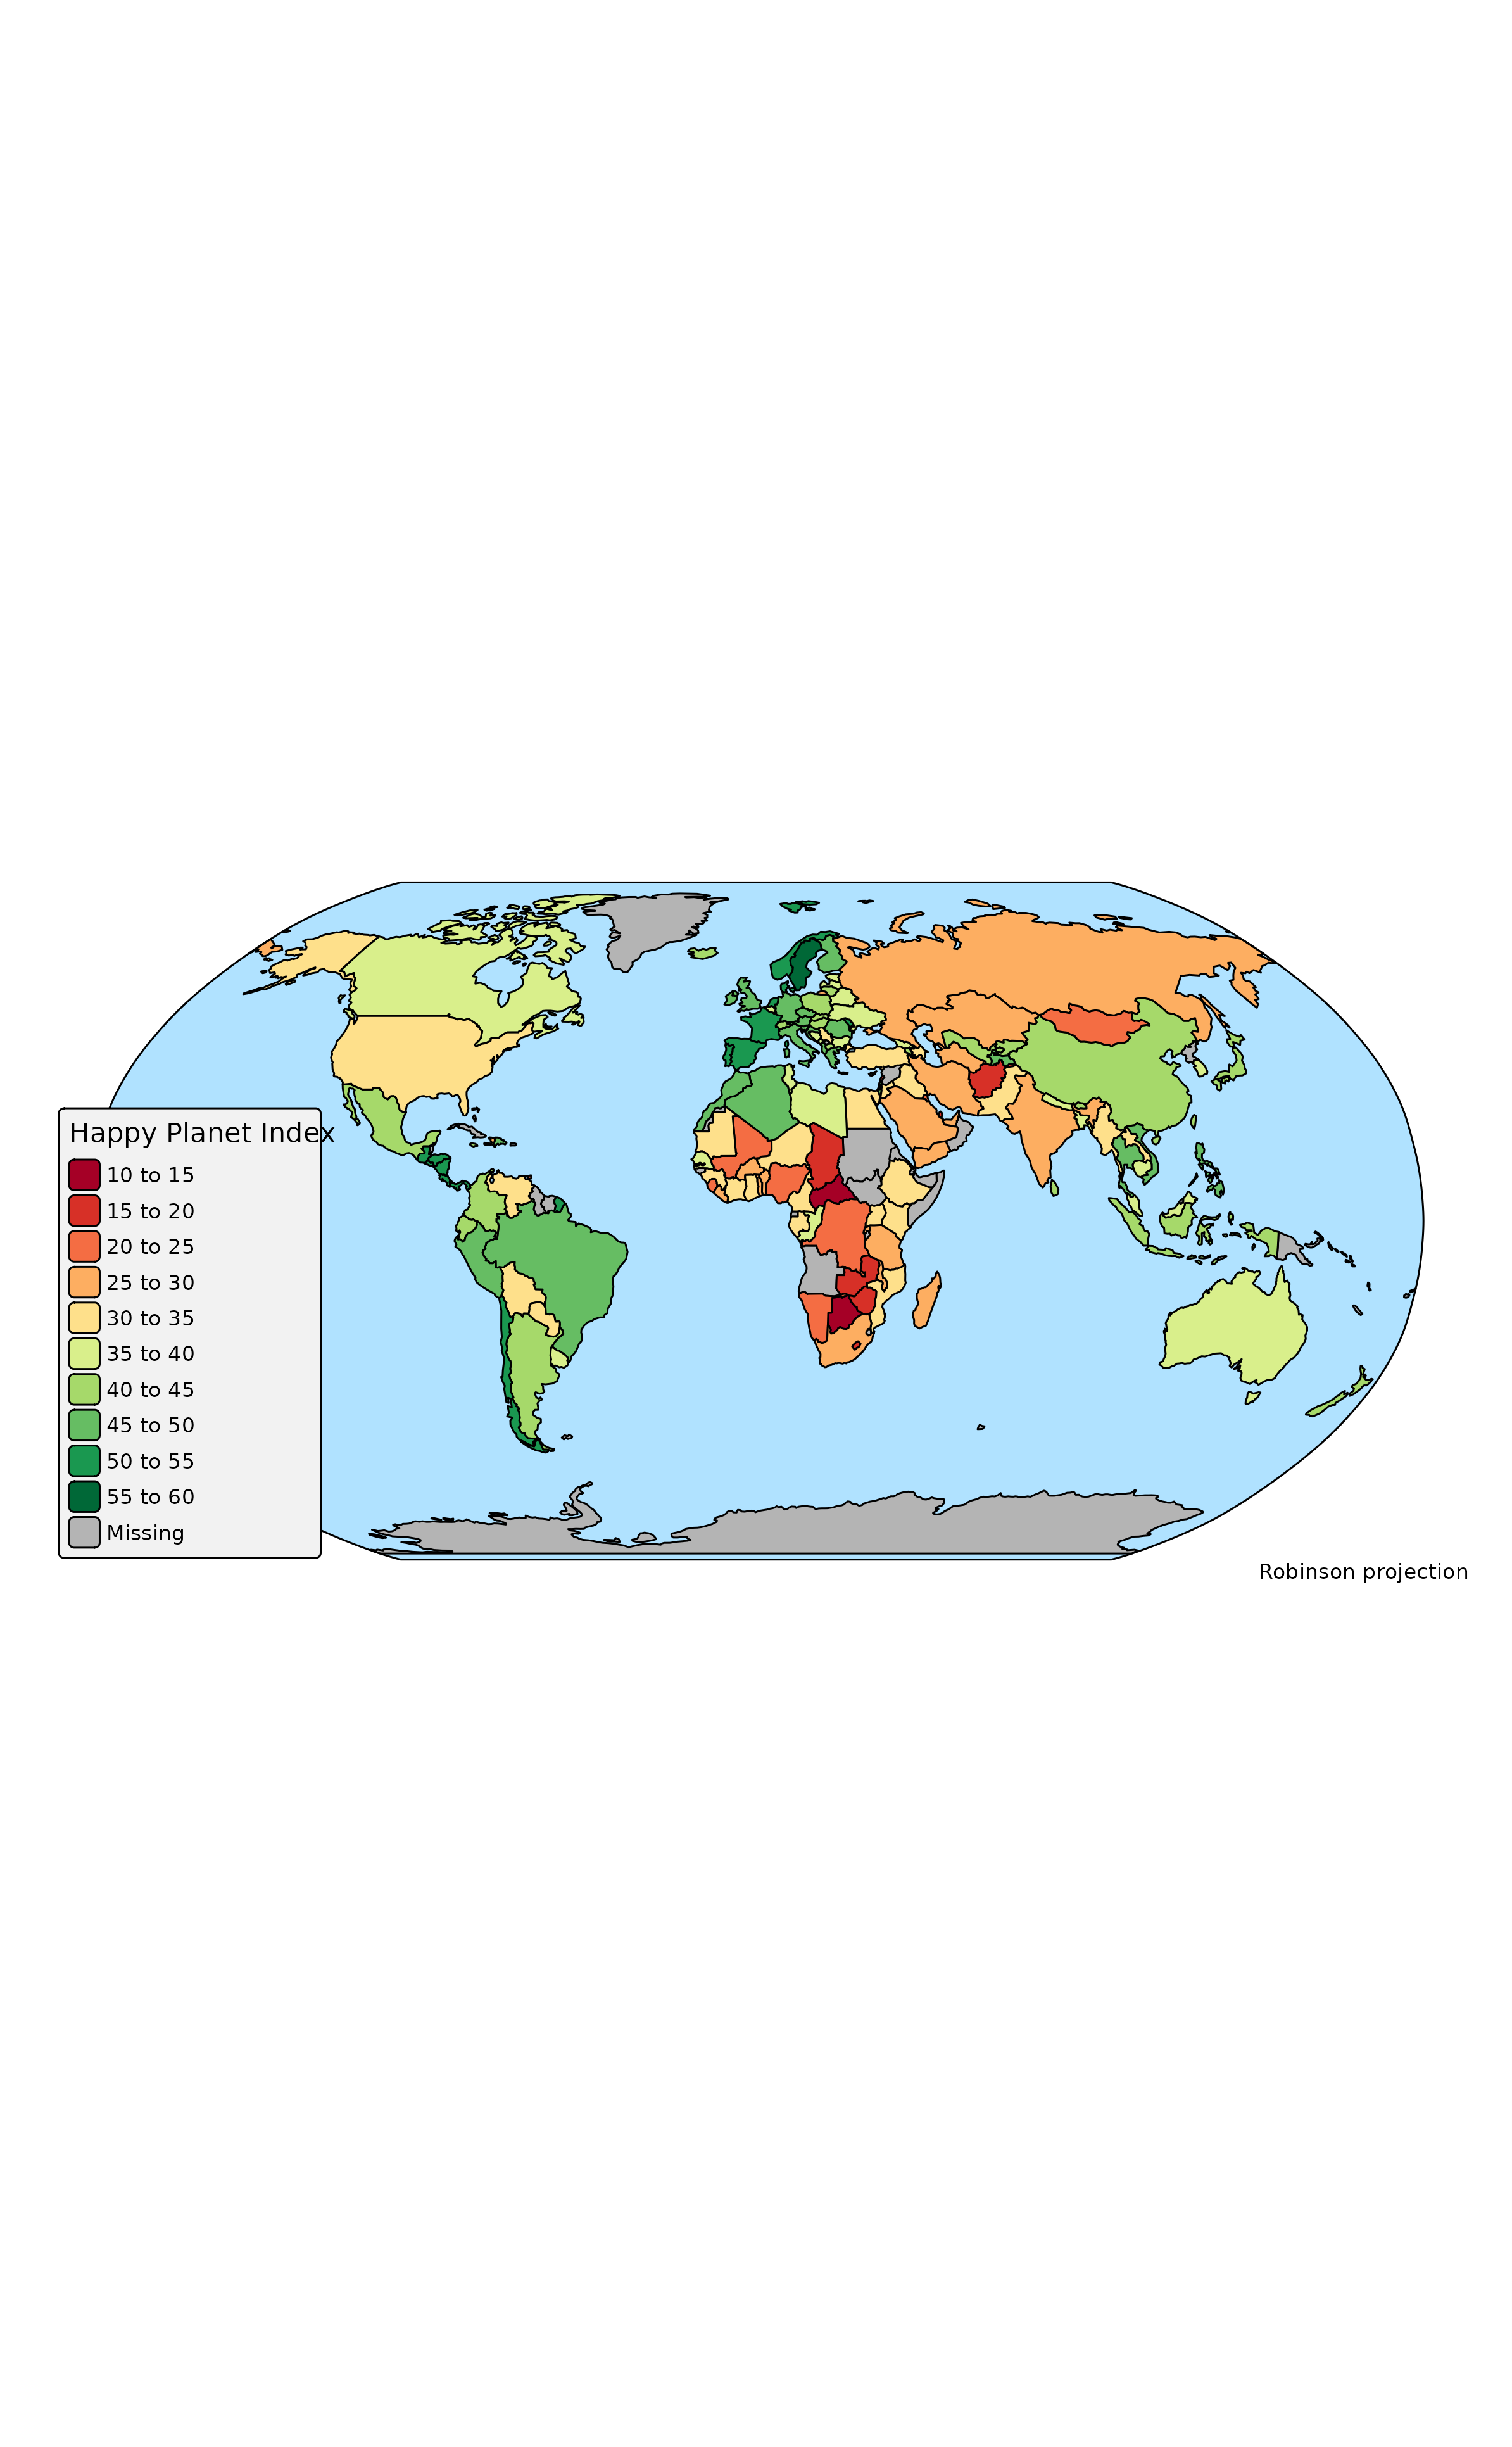 Happy Planet Index
10 to 15
15 to 20
20 to 25
25 to 30
30 to 35
35 to 40
40 to 45
45 to 50
50 to 55
55 to 60
Missing
Robinson projection